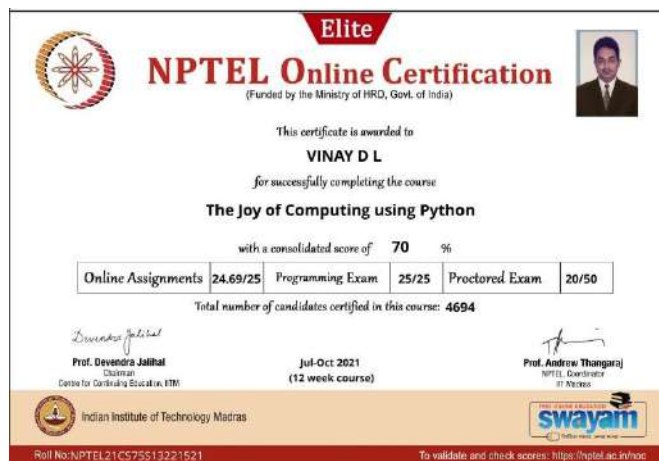 Elite
NPTEL Online Certification
(Funded by the Ministry of HRD, Govt. of India)
This certificate is awarded to
VINAY D L
for successfully completing the course
The Joy of Computing using Python
with a consolidated score of 70 %
Online Assignments 24.69/25 Programming Exam 25/25 Proctored Exam 20/50
Total number of candidates certified in this course: 4694
Devendra Jalihal
Prof. Devendra Jalihal
Chairman
Centre for Continuing Education, IITM
Jul-Oct 2021
(12 week course)
Prof. Andrew Thangaraj
NPTEL, Coordinator
IIT Madras
Indian Institute of Technology Madras
FREE ONLINE EDUCATION
swayam
Roll No:NPTEL21CS75S13221521
To validate and check scores: https://nptel.ac.in/noc